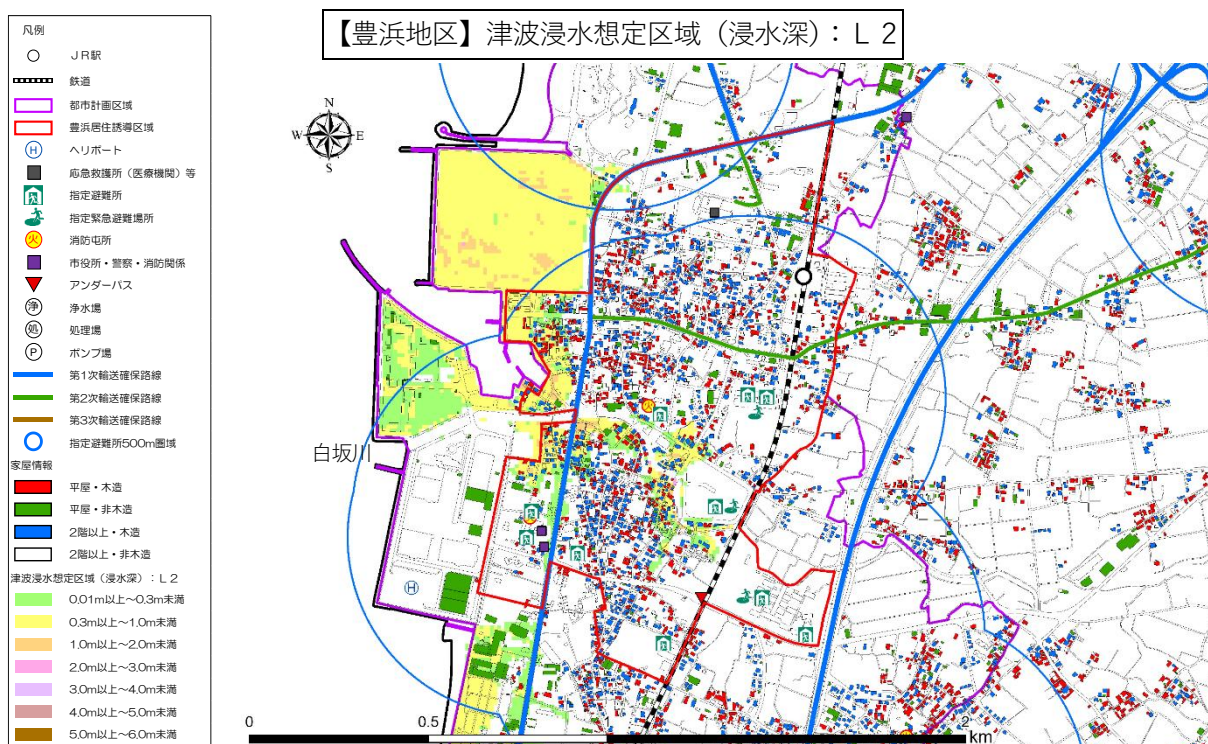 【豊浜地区】津波浸水想定区域（浸水深）：Ｌ２
凡例
ＪＲ駅
鉄道
都市計画区域
豊浜居住誘導区域
H
ヘリポート
応急救護所（医療機関）等
指定避難所
指定緊急避難場所
火
消防屯所
市役所・警察・消防関係
アンダーパス
浄
浄水場
処
処理場
P
ポンプ場
第1次輸送確保路線
第2次輸送確保路線
第3次輸送確保路線
指定避難所500m圏域
家屋情報
平屋・木造
平屋・非木造
2階以上・木造
2階以上・非木造
津波浸水想定区域（浸水深）：Ｌ２
0.01m以上～0.3m未満
0.3m以上～1.0m未満
1.0m以上～2.0m未満
2.0m以上～3.0m未満
3.0m以上～4.0m未満
4.0m以上～5.0m未満
5.0m以上～6.0m未満
N
W
E
S
火
白坂川
H
0
0.5
1
2
km